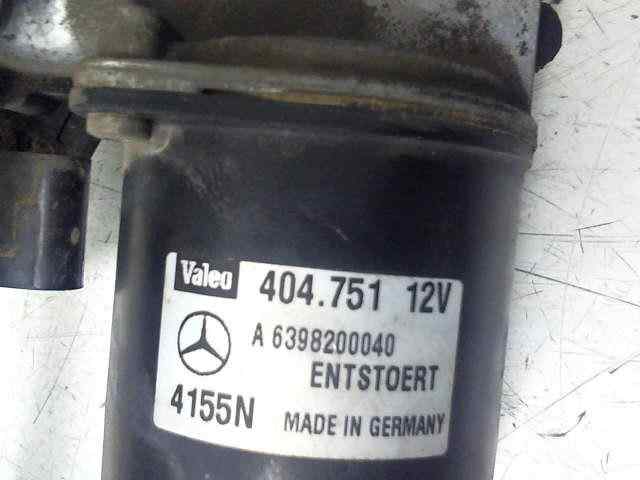 Valeo 404.751 12V
A 6398200040
ENTSTOERT
4155N MADE IN GERMANY